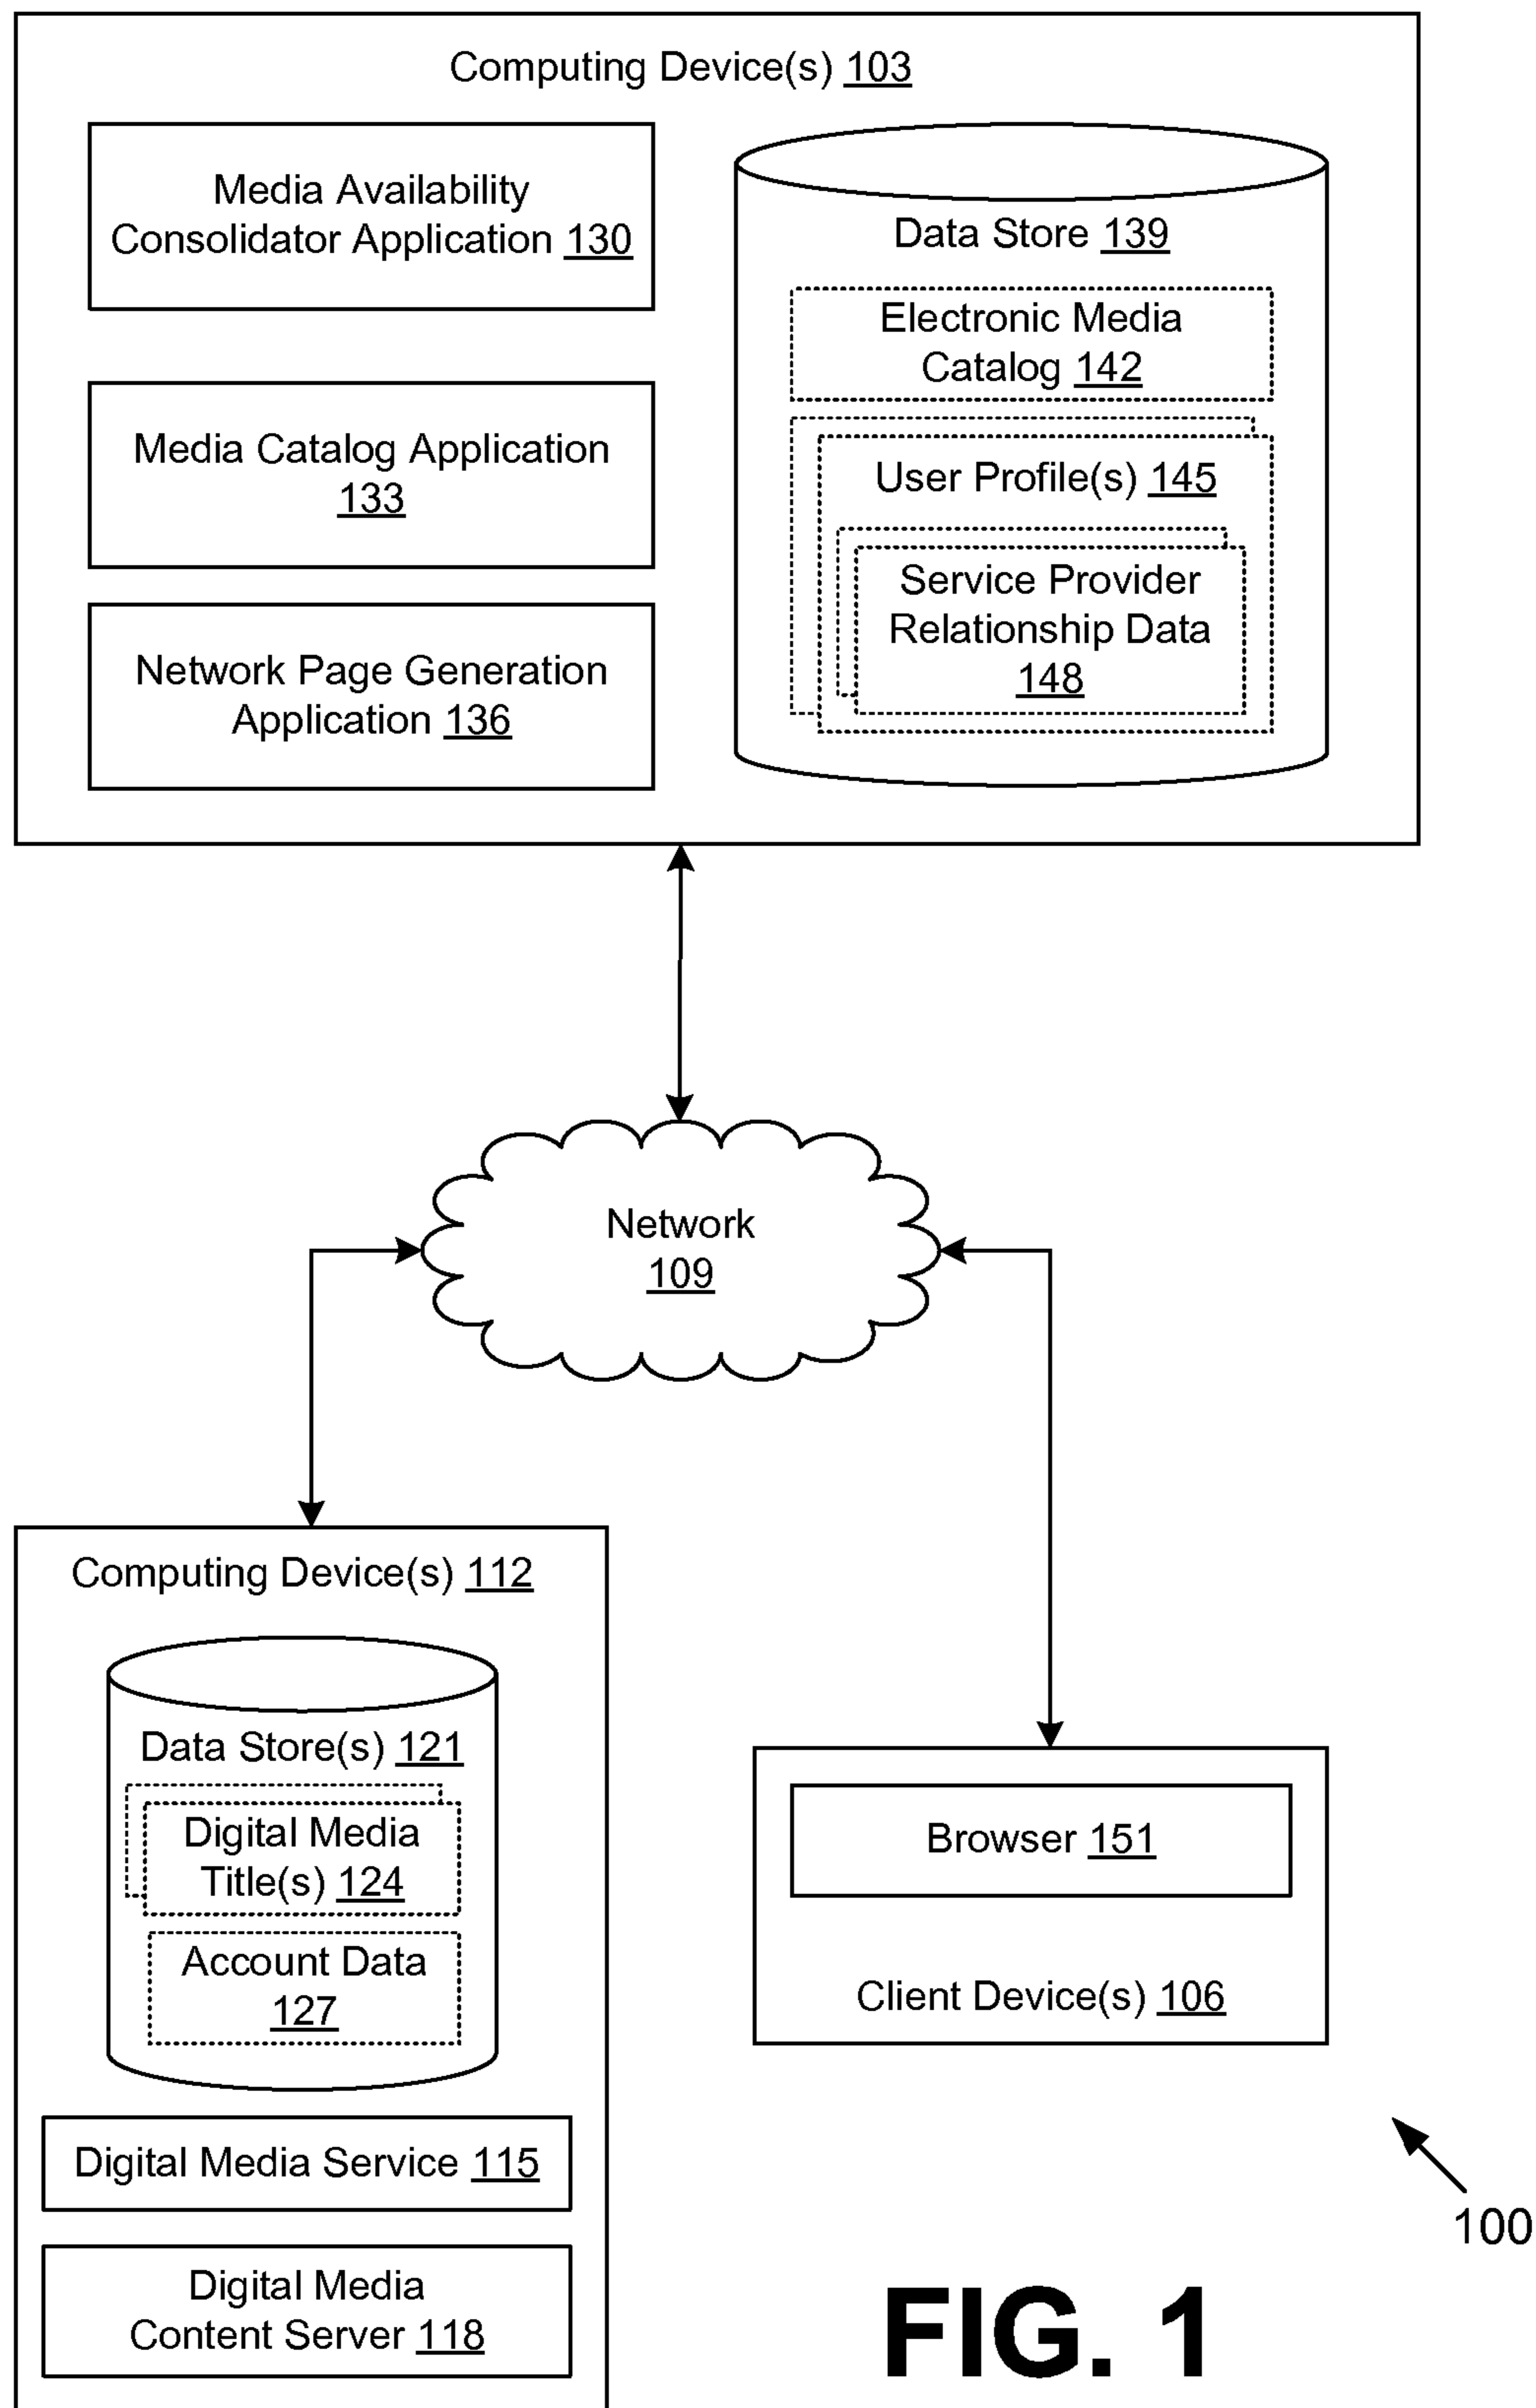 Computing Device(s) 103
Media Availability
Consolidator Application 130
Media Catalog Application
133
Network Page Generation
Application 136
Data Store 139
Electronic Media
Catalog 142
User Profile(s) 145
Service Provider
Relationship Data
148
Network
109
Computing Device(s) 112
Data Store(s) 121
Digital Media
Title(s) 124
Account Data
127
Digital Media Service 115
Digital Media
Content Server 118
Browser 151
Client Device(s) 106
100
FIG. 1